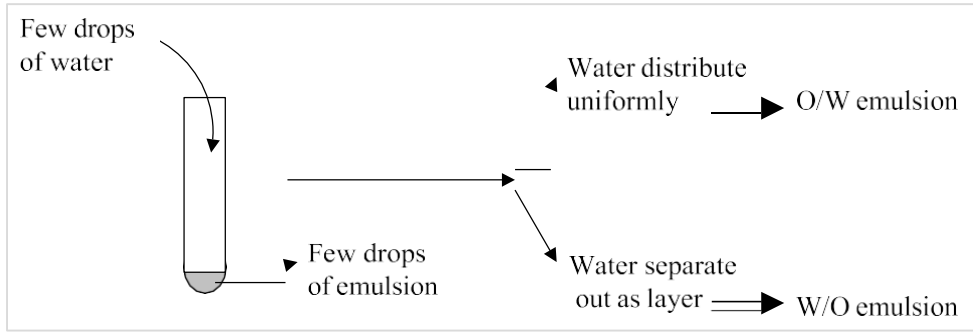 Few drops
of water
Water distribute
uniformly
O/W emulsion
Few drops
of emulsion
Water separate
out as layer
W/O emulsion